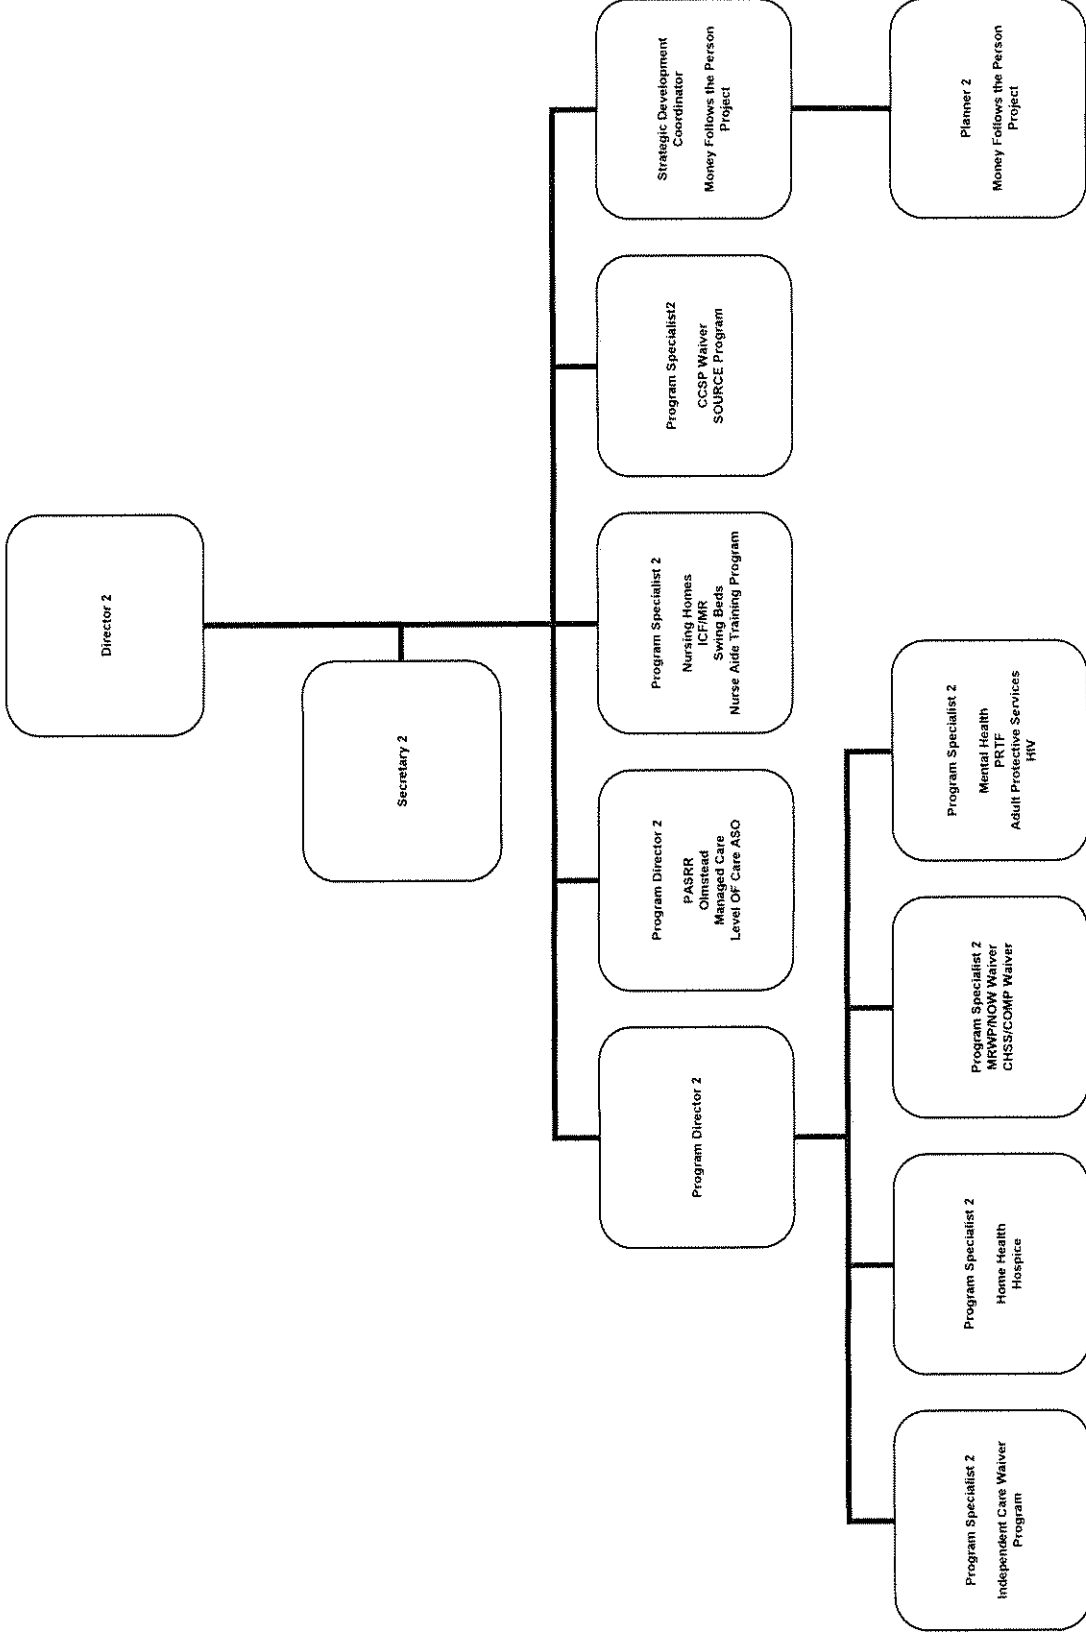 Director 2
Secretary 2
Program Director 2
Program Director 2
PASRR
Olmstead
Managed Care
Level OF Care ASO
Program Specialist 2
Nursing Homes
ICF/MR
Swing Beds
Nurse Aide Training Program
Program Specialist2
CCSP Waiver
SOURCE Program
Strategic Development
Coordinator
Money Follows the Person
Project
Program Specialist 2
Independent Care Waiver
Program
Program Specialist 2
Home Health
Hospice
Program Specialist 2
MRWP/NOW Waiver
CHSS/COMP Waiver
Program Specialist 2
Mental Health
PRTF
Adult Protective Services
HIV
Planner 2
Money Follows the Person
Project